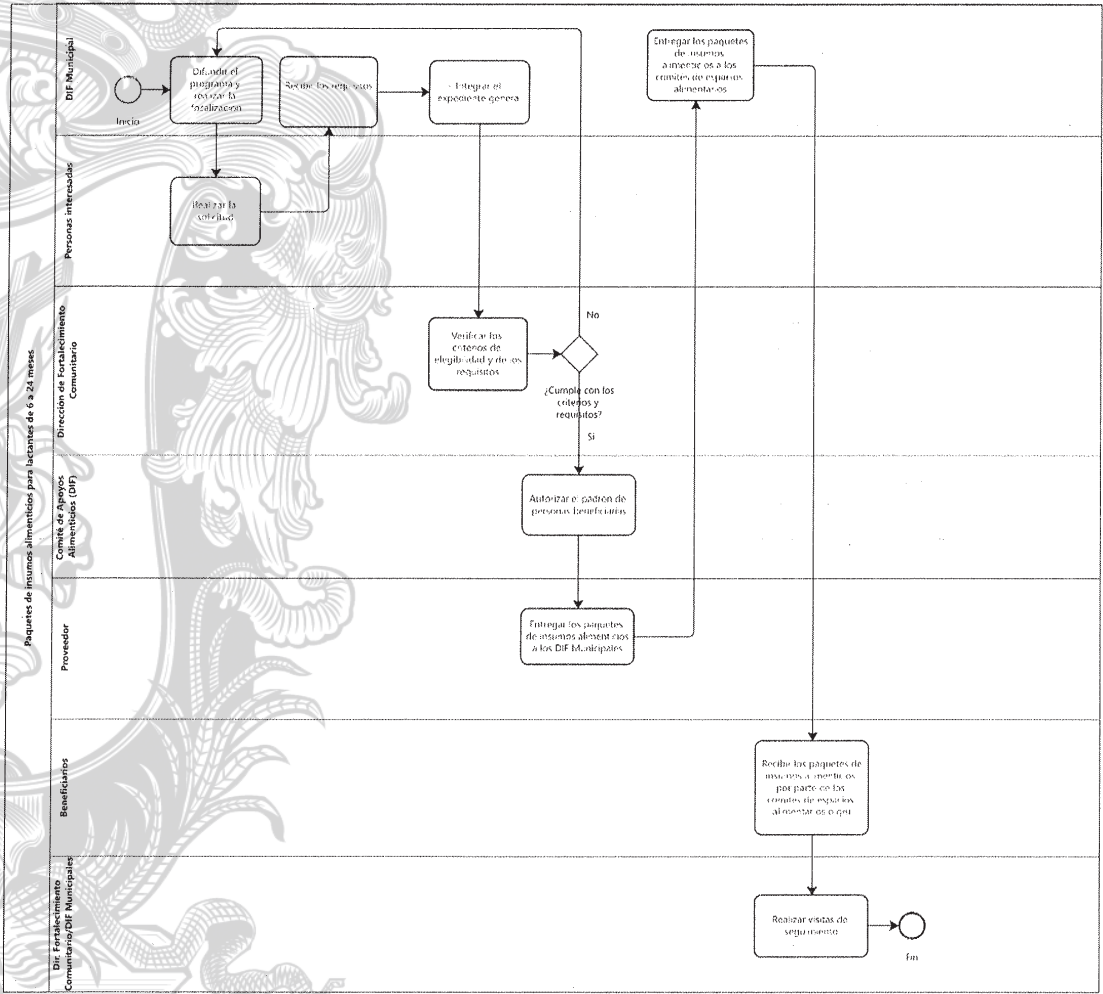 Paquetes de insumos alimenticios para lactantes de 6 a 24 meses
DIF Municipal
Inicio
Difundir el
programa y
realizar la
focalización
Recibe los requisitos
- Integrar el
expediente genera
Entregar los paquetes
de insumos
alimenticios a los
comités de espacios
alimentarios
Personas interesadas
Realizar la
solicitud
Dirección de Fortalecimiento
Comunitario
Verificar los
criterios de
elegibilidad y de los
requisitos
No
¿Cumple con los
criterios y
requisitos?
Si
Comité de Apoyos
Alimenticios (DIF)
Autorizar el padrón de
personas beneficiarias
Proveedor
Entregar los paquetes
de insumos alimenticios
a los DIF Municipales
Beneficiarios
Recibe los paquetes de
insumos alimenticios
por parte de los
comités de espacios
alimentarios o
Dir. Fortalecimiento
Comunitario/DIF Municipales
Realizar visitas de
seguimiento
Fin